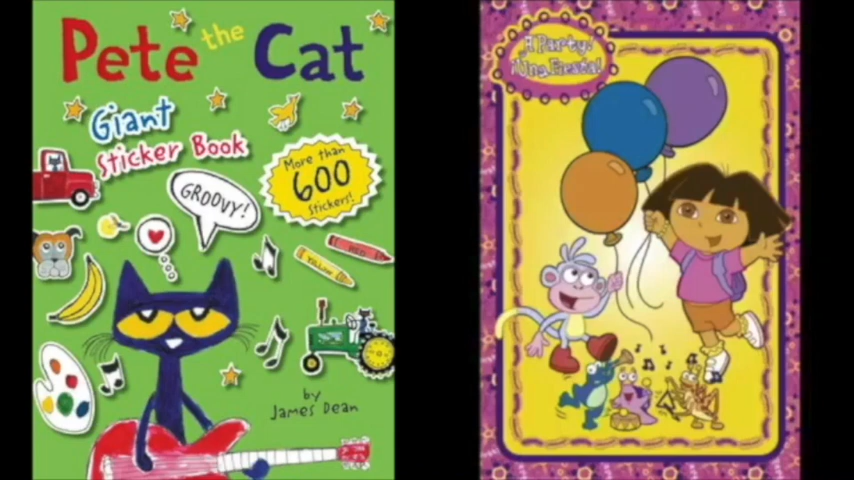 Pete the Cat
Giant
Sticker Book
More than
600
stickers!
GROOVY!
RED
YELLOW
by
James Dean
A Party!
¡Una Fiesta!